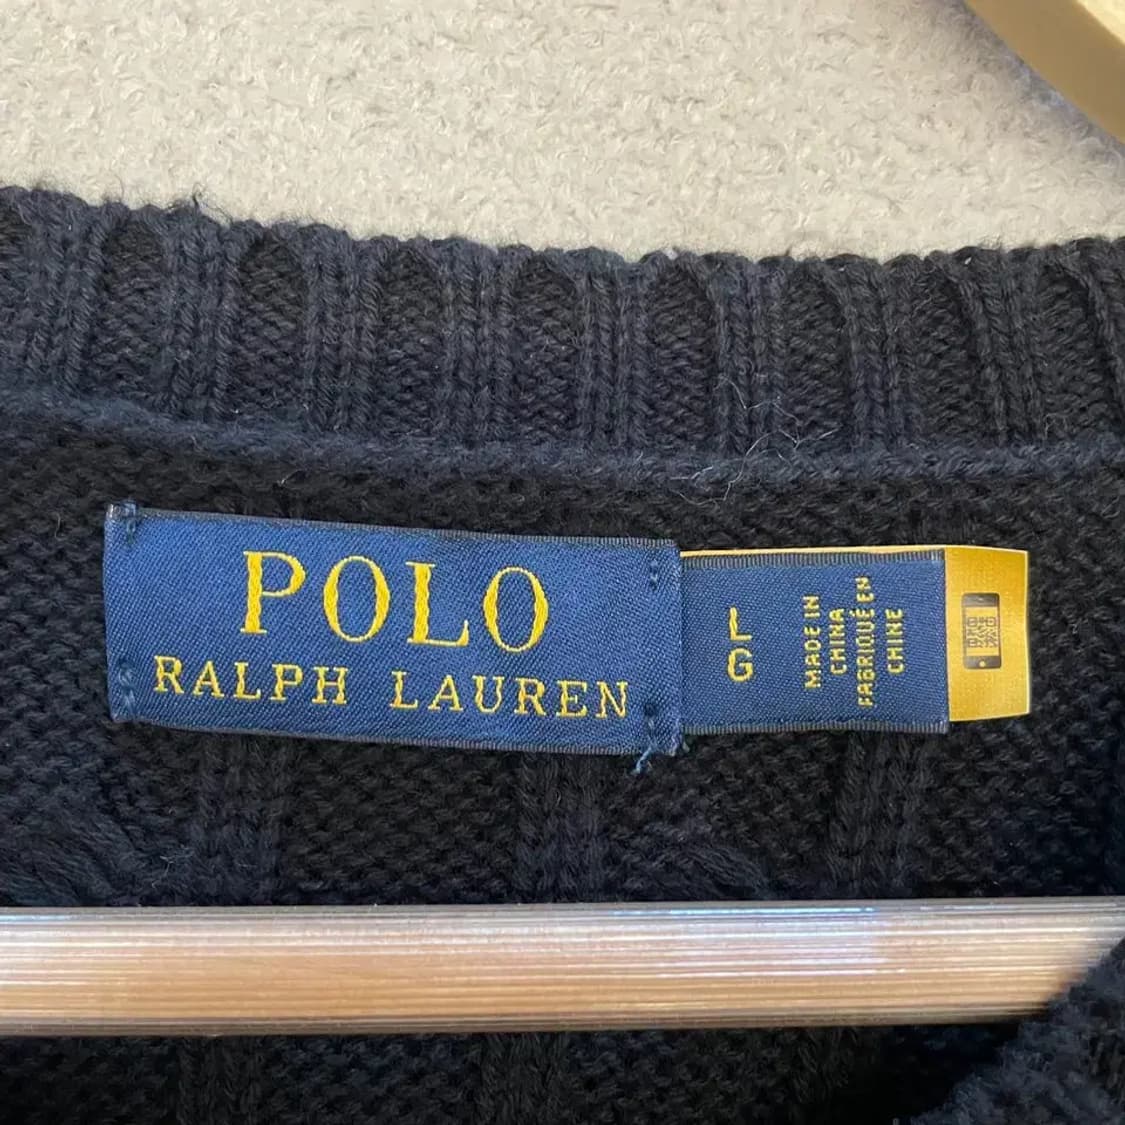 POLO
RALPH LAUREN
L
G
MADE IN
CHINA
FABRIQUÉ EN
CHINE